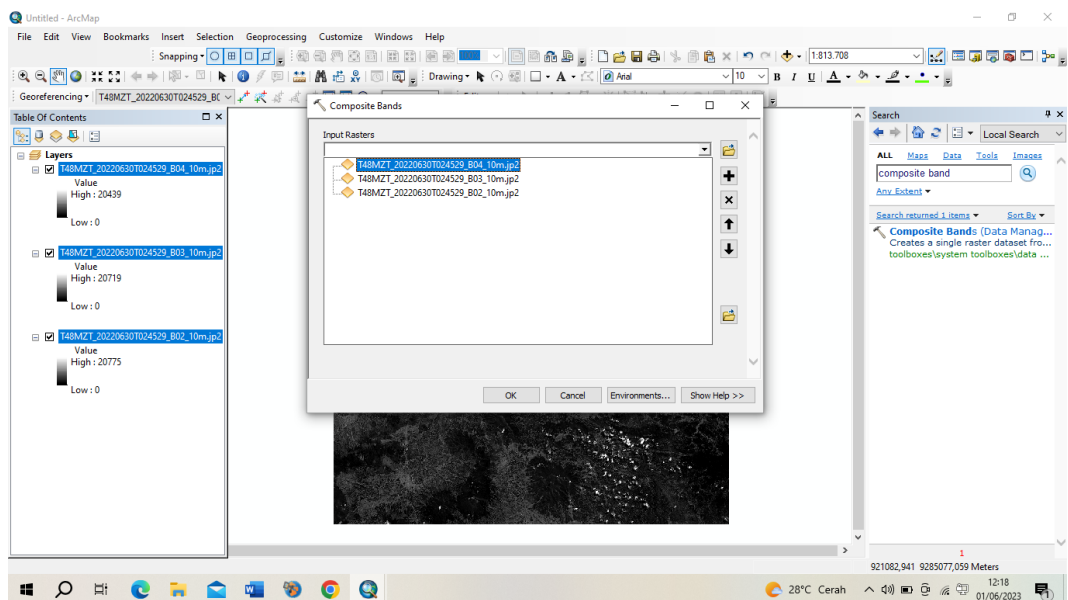 Untitled - ArcMap
File Edit View Bookmarks Insert Selection Geoprocessing Customize Windows Help
Snapping 1:813.708
Drawing A Arial 10 B I U A
Georeferencing T48MZT_20220630T024529_BC
Table Of Contents
Layers
T48MZT_20220630T024529_B04_10m.jp2
Value
High : 20439
Low : 0
T48MZT_20220630T024529_B03_10m.jp2
Value
High : 20719
Low : 0
T48MZT_20220630T024529_B02_10m.jp2
Value
High : 20775
Low : 0
Composite Bands
Input Rasters
T48MZT_20220630T024529_B04_10m.jp2
T48MZT_20220630T024529_B03_10m.jp2
T48MZT_20220630T024529_B02_10m.jp2
OK Cancel Environments... Show Help >>
Search
Local Search
ALL Maps Data Tools Images
composite band
Any Extent
Search returned 1 items Sort By
Composite Bands (Data Manag...
Creates a single raster dataset fro...
toolboxes\system toolboxes\data ...
1
921082,941 9285077,059 Meters
28°C Cerah
12:18
01/06/2023
1